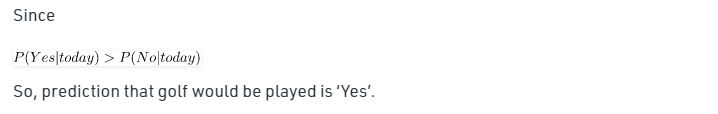 Since
P(Yes|today) > P(No|today)
So, prediction that golf would be played is ‘Yes’.